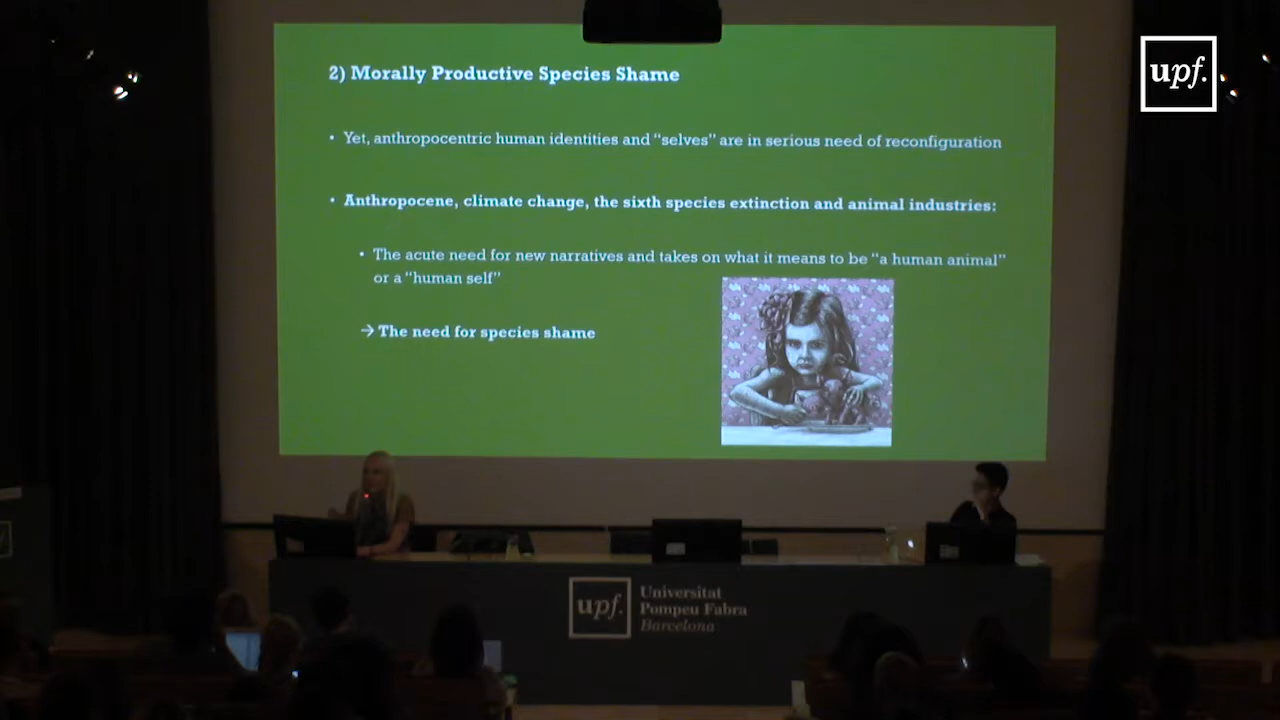 2) Morally Productive Species Shame
• Yet, anthropocentric human identities and “selves” are in serious need of reconfiguration
• Anthropocene, climate change, the sixth species extinction and animal industries:
• The acute need for new narratives and takes on what it means to be “a human animal”
or a “human self”
→ The need for species shame
upf.
upf.
Universitat
Pompeu Fabra
Barcelona